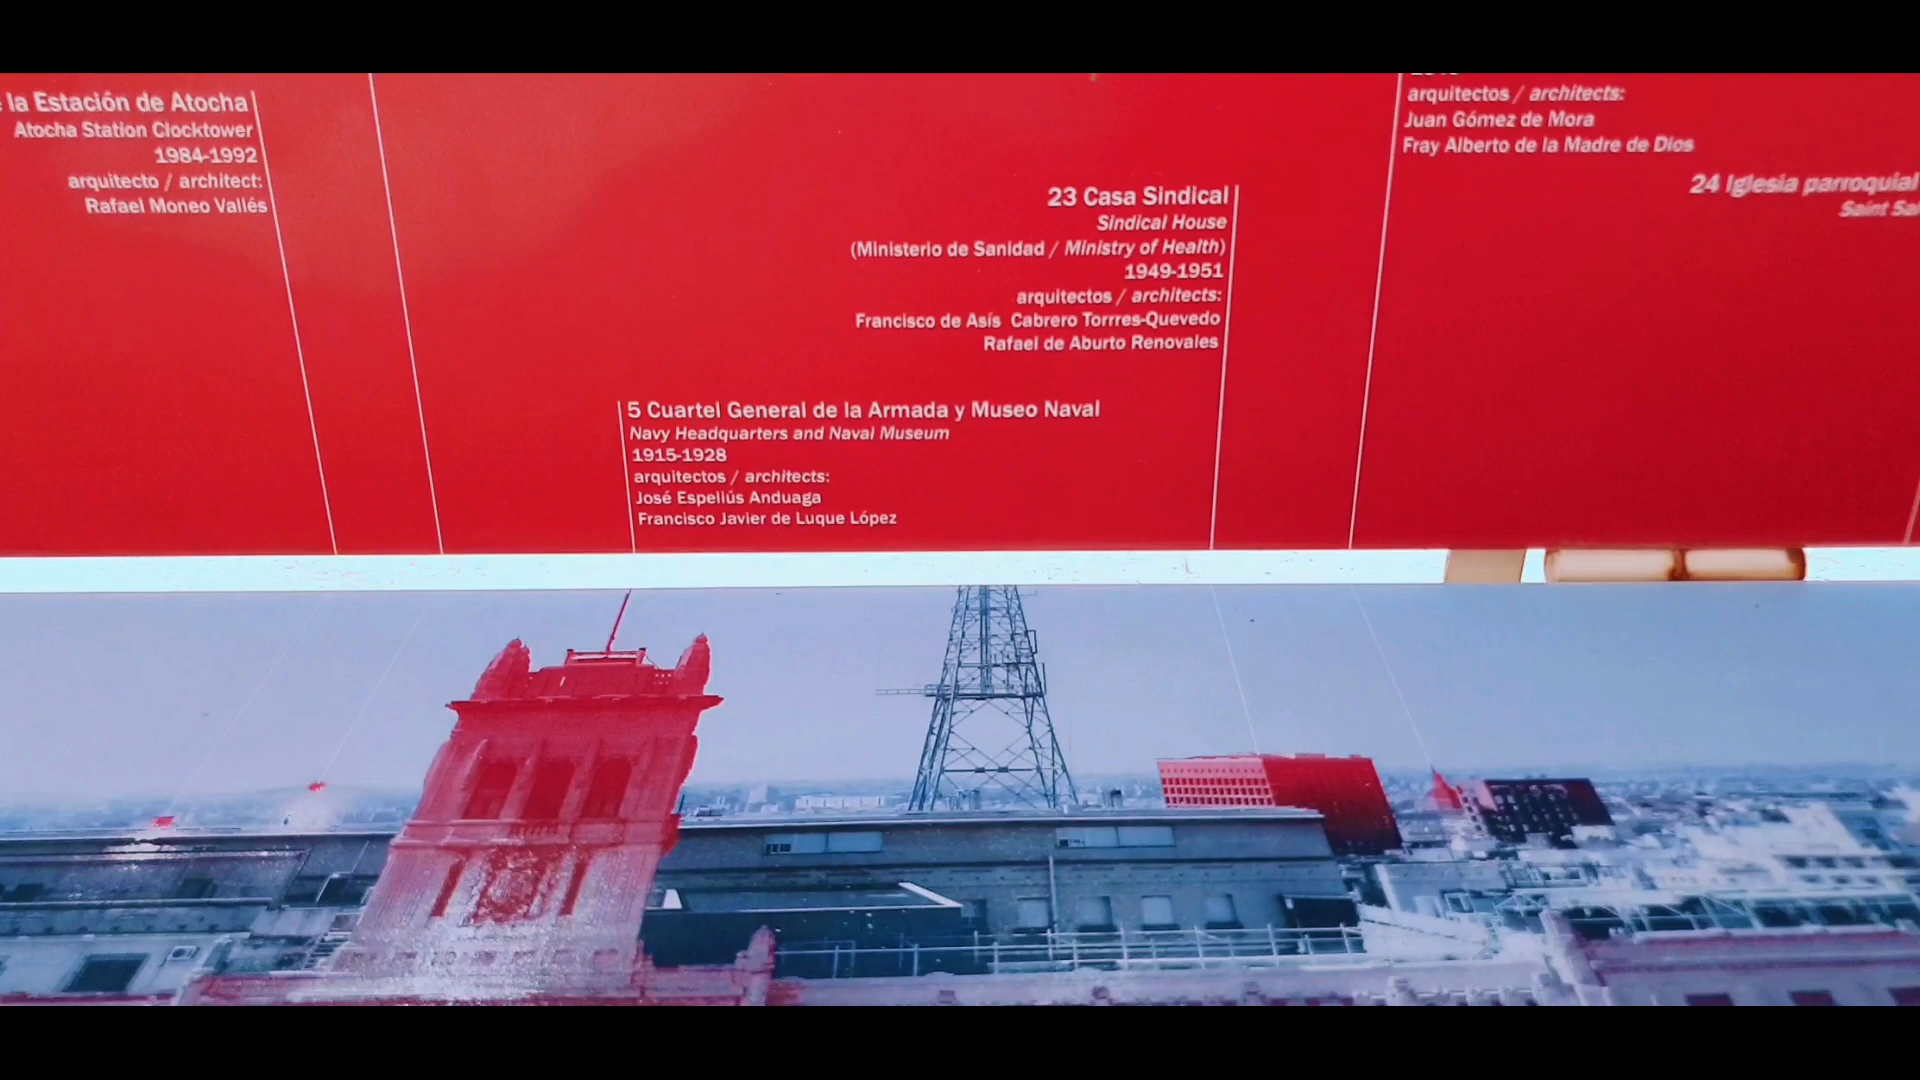 la Estación de Atocha
Atocha Station Clocktower
1984-1992
arquitecto / architect:
Rafael Moneo Vallés
23 Casa Sindical
Sindical House
(Ministerio de Sanidad / Ministry of Health)
1949-1951
arquitectos / architects:
Francisco de Asís Cabrero Torrres-Quevedo
Rafael de Aburto Renovales
5 Cuartel General de la Armada y Museo Naval
Navy Headquarters and Naval Museum
1915-1928
arquitectos / architects:
José Espeliús Anduaga
Francisco Javier de Luque López
arquitectos / architects:
Juan Gómez de Mora
Fray Alberto de la Madre de Dios
24 Iglesia parroquial
Saint